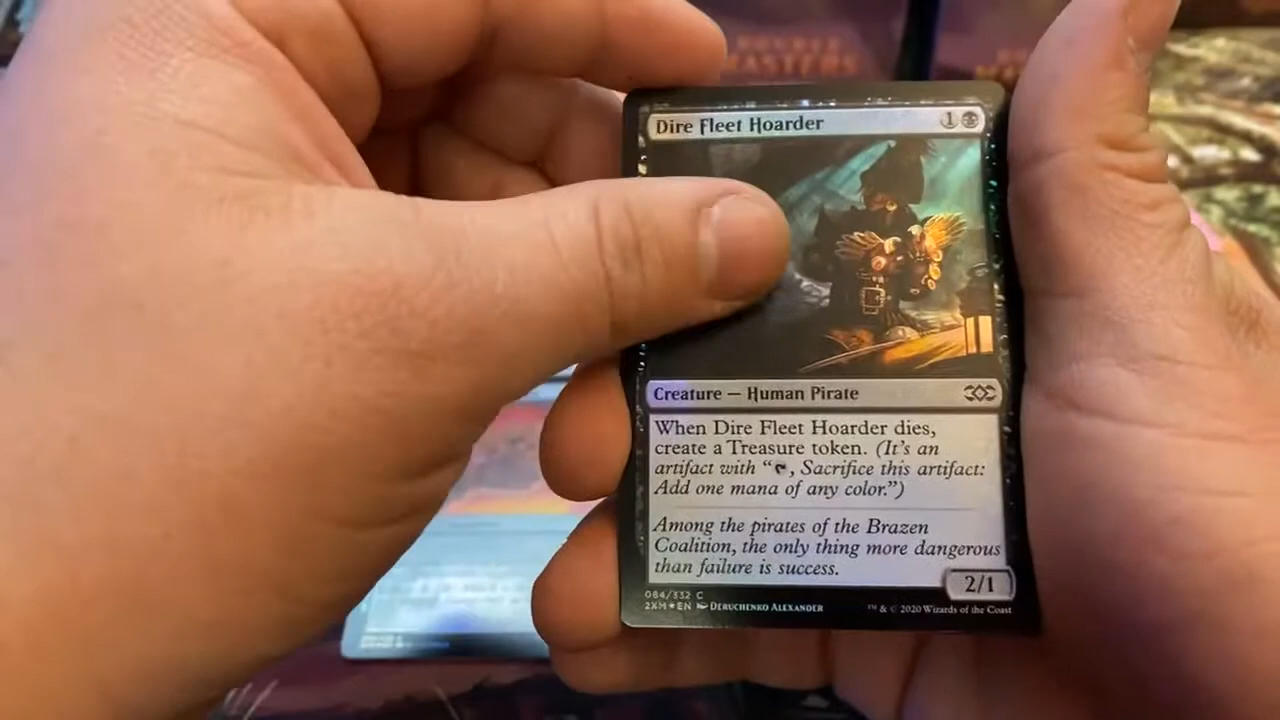 DOUBLE
MASTERS
Dire Fleet Hoarder 1
Creature — Human Pirate
When Dire Fleet Hoarder dies,
create a Treasure token. (It's an
artifact with “, Sacrifice this artifact:
Add one mana of any color.”)
Among the pirates of the Brazen
Coalition, the only thing more dangerous
than failure is success.
2/1
084/332 C
2XM★EN Deruchenko Alexander ™ & © 2020 Wizards of the Coast